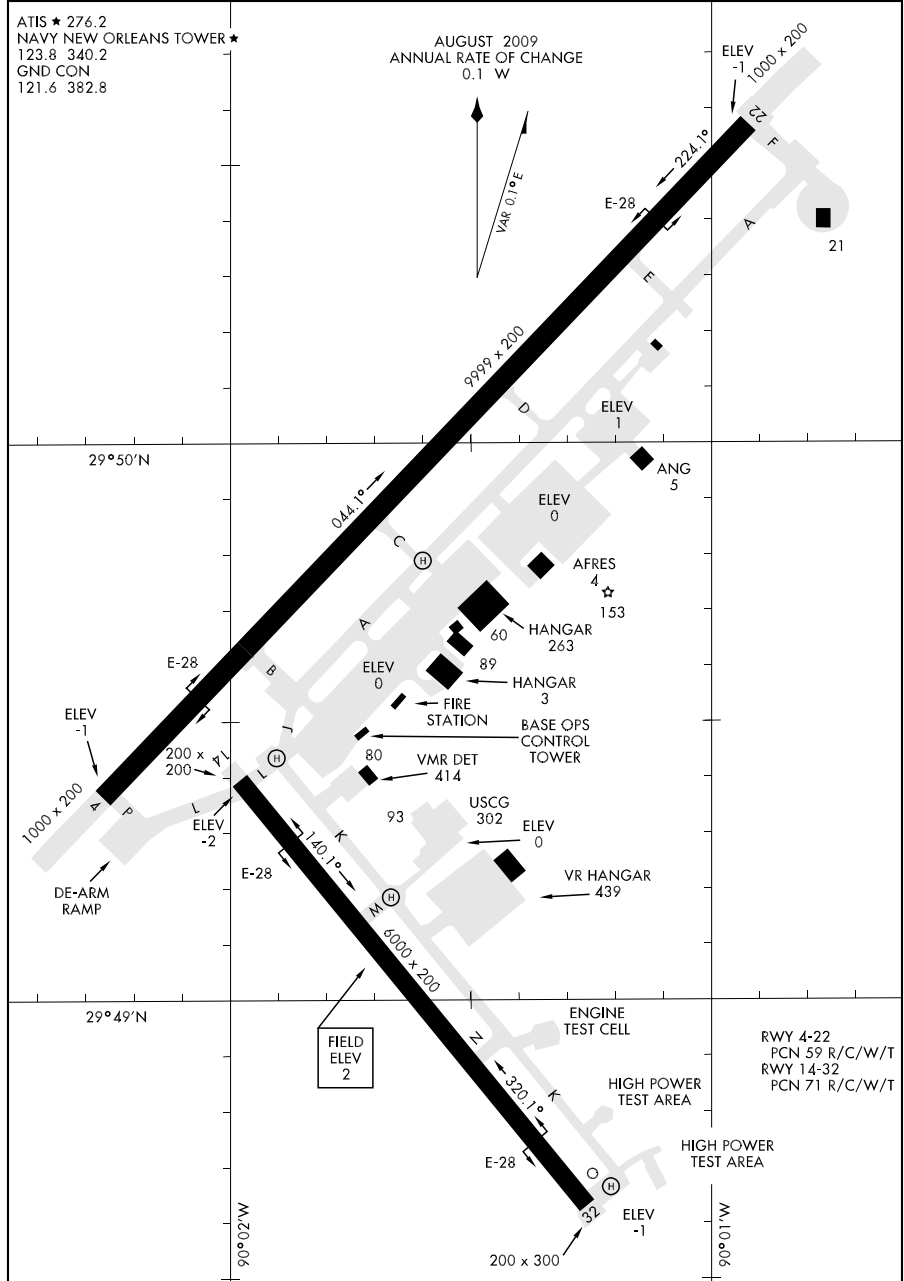 ATIS ★ 276.2
NAVY NEW ORLEANS TOWER ★
123.8 340.2
GND CON
121.6 382.8
AUGUST 2009
ANNUAL RATE OF CHANGE
0.1 W
VAR 0.1° E
ELEV
-1
1000 x 200
22
F
224.1°
E-28
A
21
E
9999 x 200
D
ELEV
1
29°50'N
ANG
5
044.1°
ELEV
0
C
H
AFRES
4
153
A
60
HANGAR
263
E-28
B
ELEV
0
89
HANGAR
3
FIRE
STATION
ELEV
-1
J
BASE OPS
CONTROL
TOWER
200 x
200
14
H
L
80
VMR DET
414
1000 x 200
4
P
L
ELEV
-2
93
USCG
302
K
ELEV
0
E-28
140.1°
DE-ARM
RAMP
VR HANGAR
439
H
M
6000 x 200
29°49'N
ENGINE
TEST CELL
RWY 4-22
PCN 59 R/C/W/T
RWY 14-32
PCN 71 R/C/W/T
FIELD
ELEV
2
N
320.1°
K
HIGH POWER
TEST AREA
HIGH POWER
TEST AREA
E-28
O
H
32
ELEV
-1
90°02'W
90°01'W
200 x 300